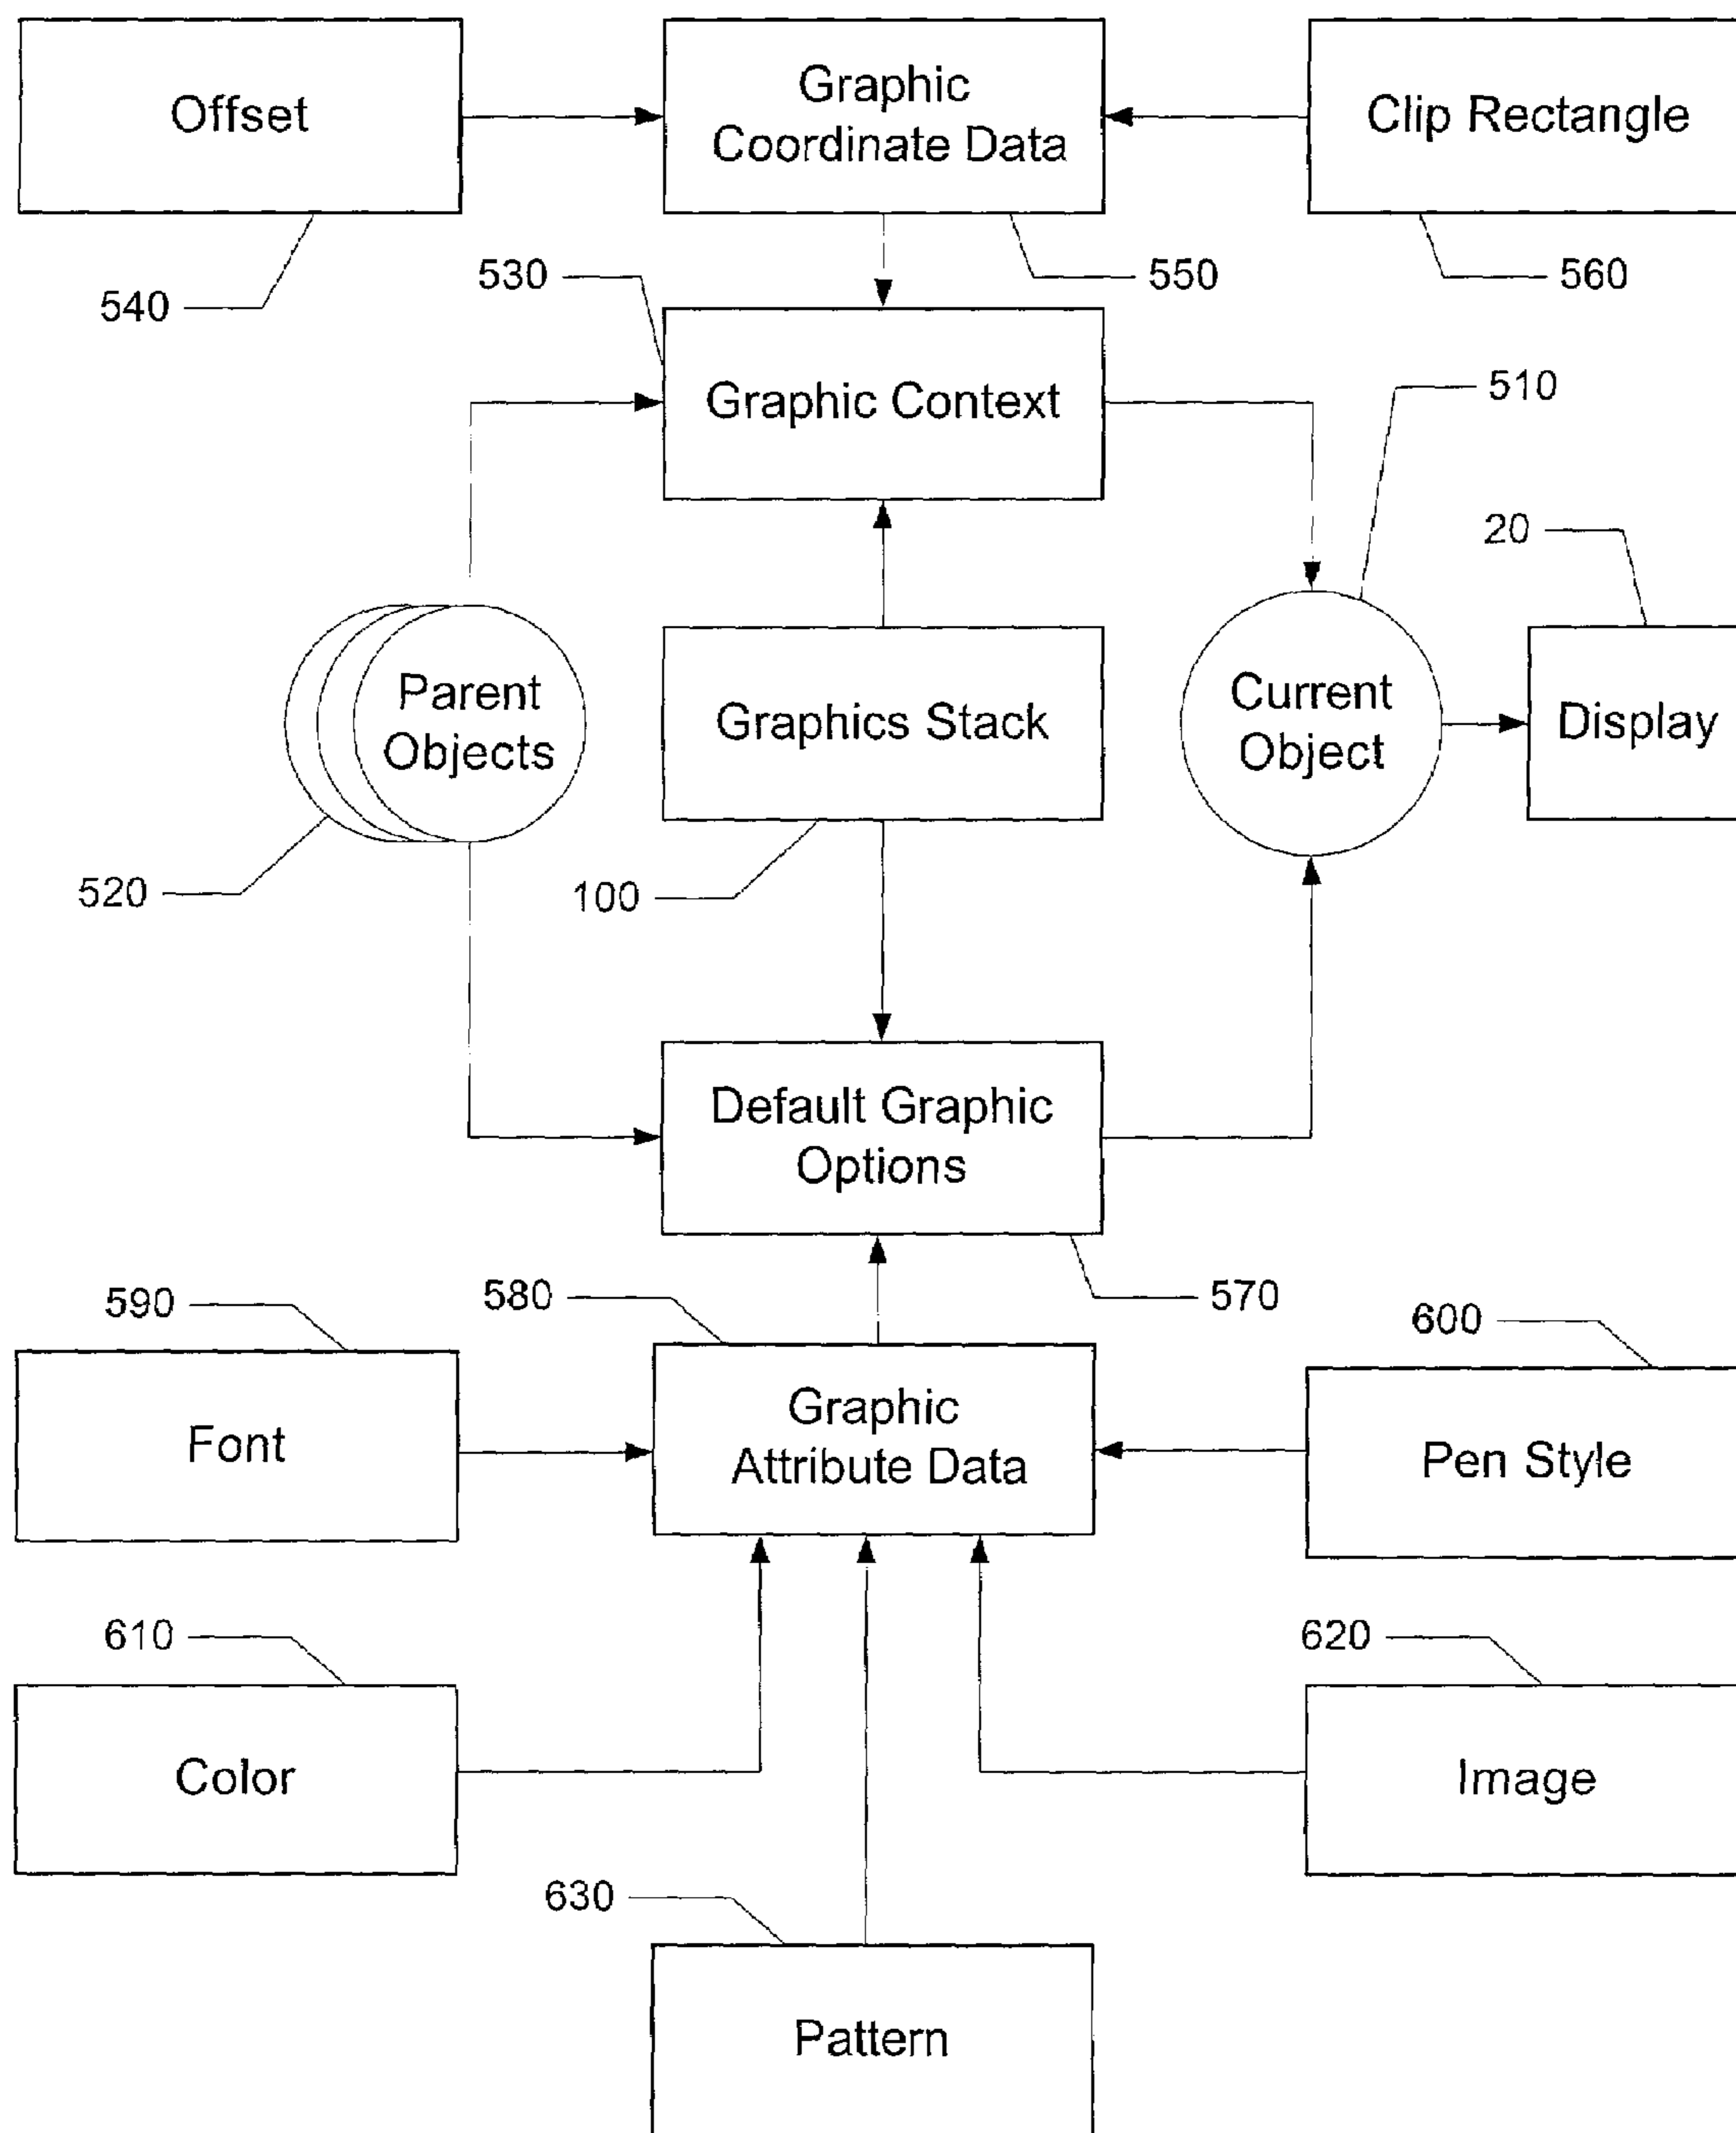 Offset
Graphic
Coordinate Data
Clip Rectangle
540
530
550
560
Graphic Context
510
20
Parent
Objects
Graphics Stack
Current
Object
Display
520
100
Default Graphic
Options
590
580
570
600
Font
Graphic
Attribute Data
Pen Style
610
620
Color
Image
630
Pattern